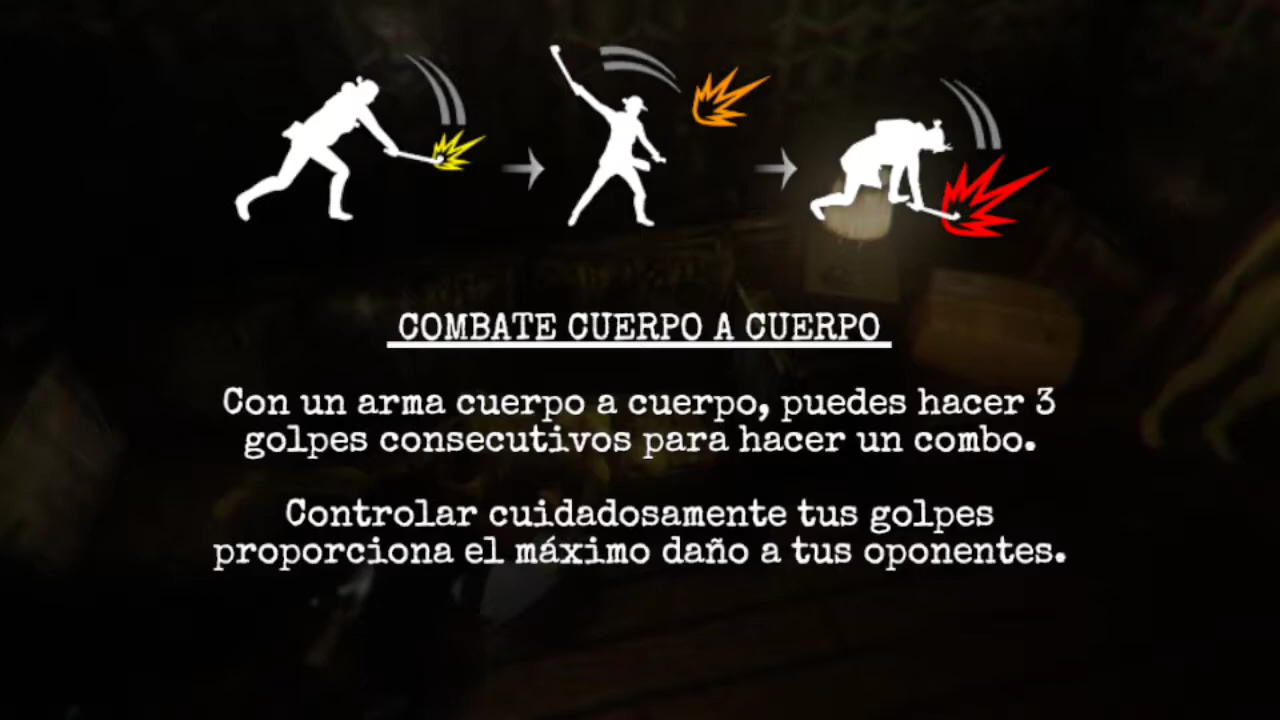 COMBATE CUERPO A CUERPO
Con un arma cuerpo a cuerpo, puedes hacer 3
golpes consecutivos para hacer un combo.
Controlar cuidadosamente tus golpes
proporciona el máximo daño a tus oponentes.